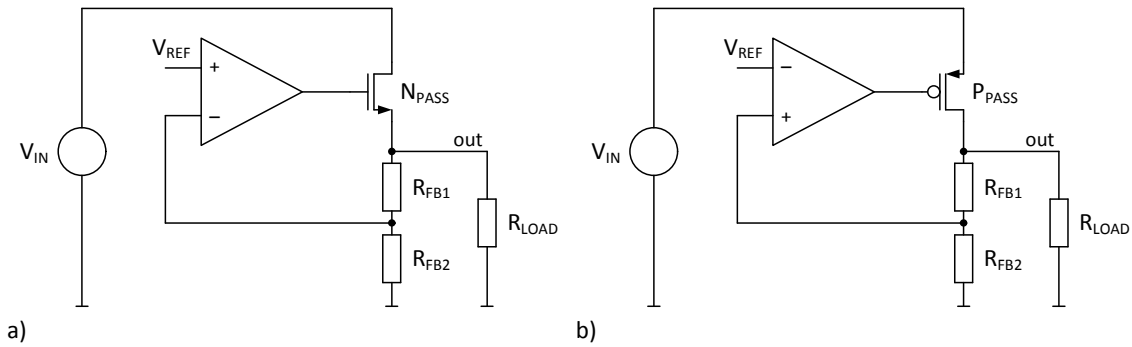 V_REF
+
−
N_PASS
V_IN
out
R_FB1
R_LOAD
R_FB2
a)
V_REF
−
+
P_PASS
V_IN
out
R_FB1
R_LOAD
R_FB2
b)